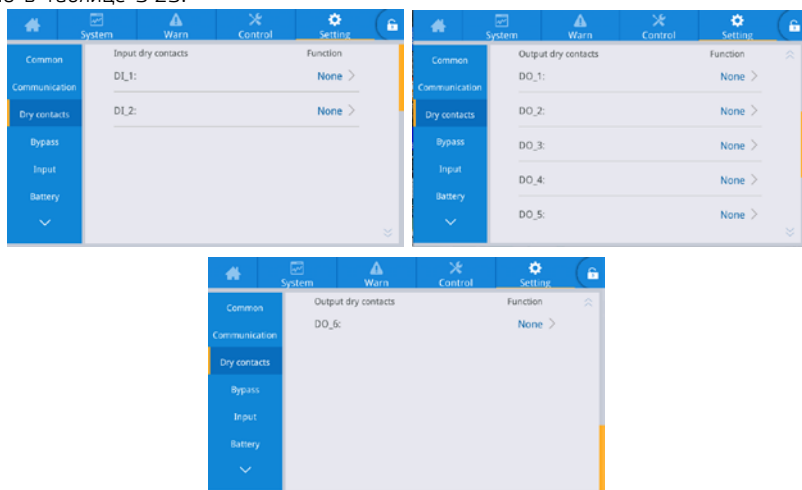 в таблице 3-23.
System Warn Control Setting
Common
Communication
Dry contacts
Bypass
Input
Battery
Input dry contacts Function
DI_1: None >
DI_2: None >
System Warn Control Setting
Common
Communication
Dry contacts
Bypass
Input
Battery
Output dry contacts Function
DO_1: None >
DO_2: None >
DO_3: None >
DO_4: None >
DO_5: None >
System Warn Control Setting
Common
Communication
Dry contacts
Bypass
Input
Battery
Output dry contacts Function
DO_6: None >